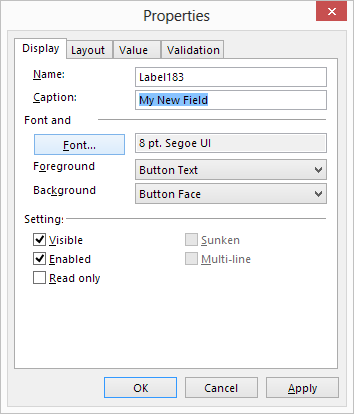 Properties
Display Layout Value Validation
Name: Label183
Caption: My New Field
Font and
Font... 8 pt. Segoe UI
Foreground Button Text
Background Button Face
Setting:
Visible Sunken
Enabled Multi-line
Read only
OK Cancel Apply